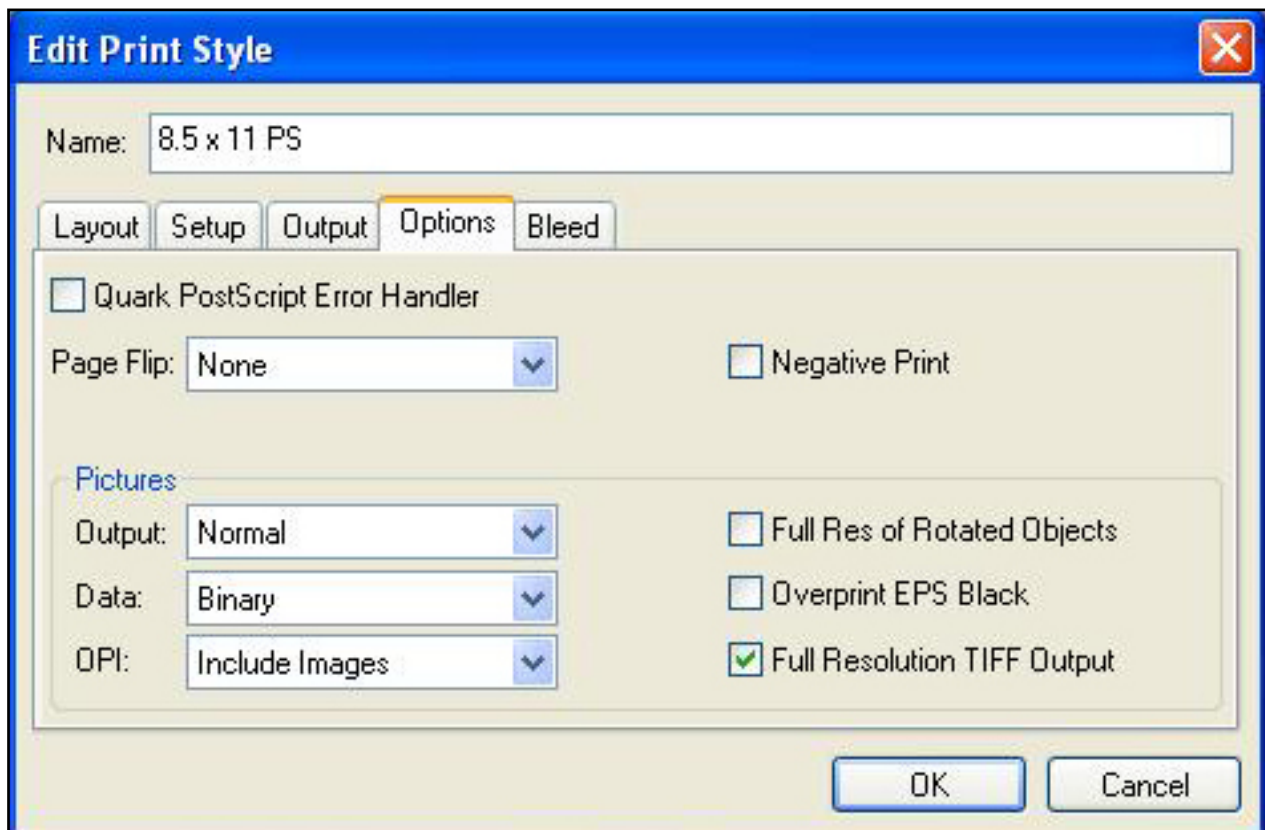 Edit Print Style
Name: 8.5 x 11 PS
Layout Setup Output Options Bleed
Quark PostScript Error Handler
Page Flip: None Negative Print
Pictures
Output: Normal Full Res of Rotated Objects
Data: Binary Overprint EPS Black
OPI: Include Images Full Resolution TIFF Output
OK Cancel